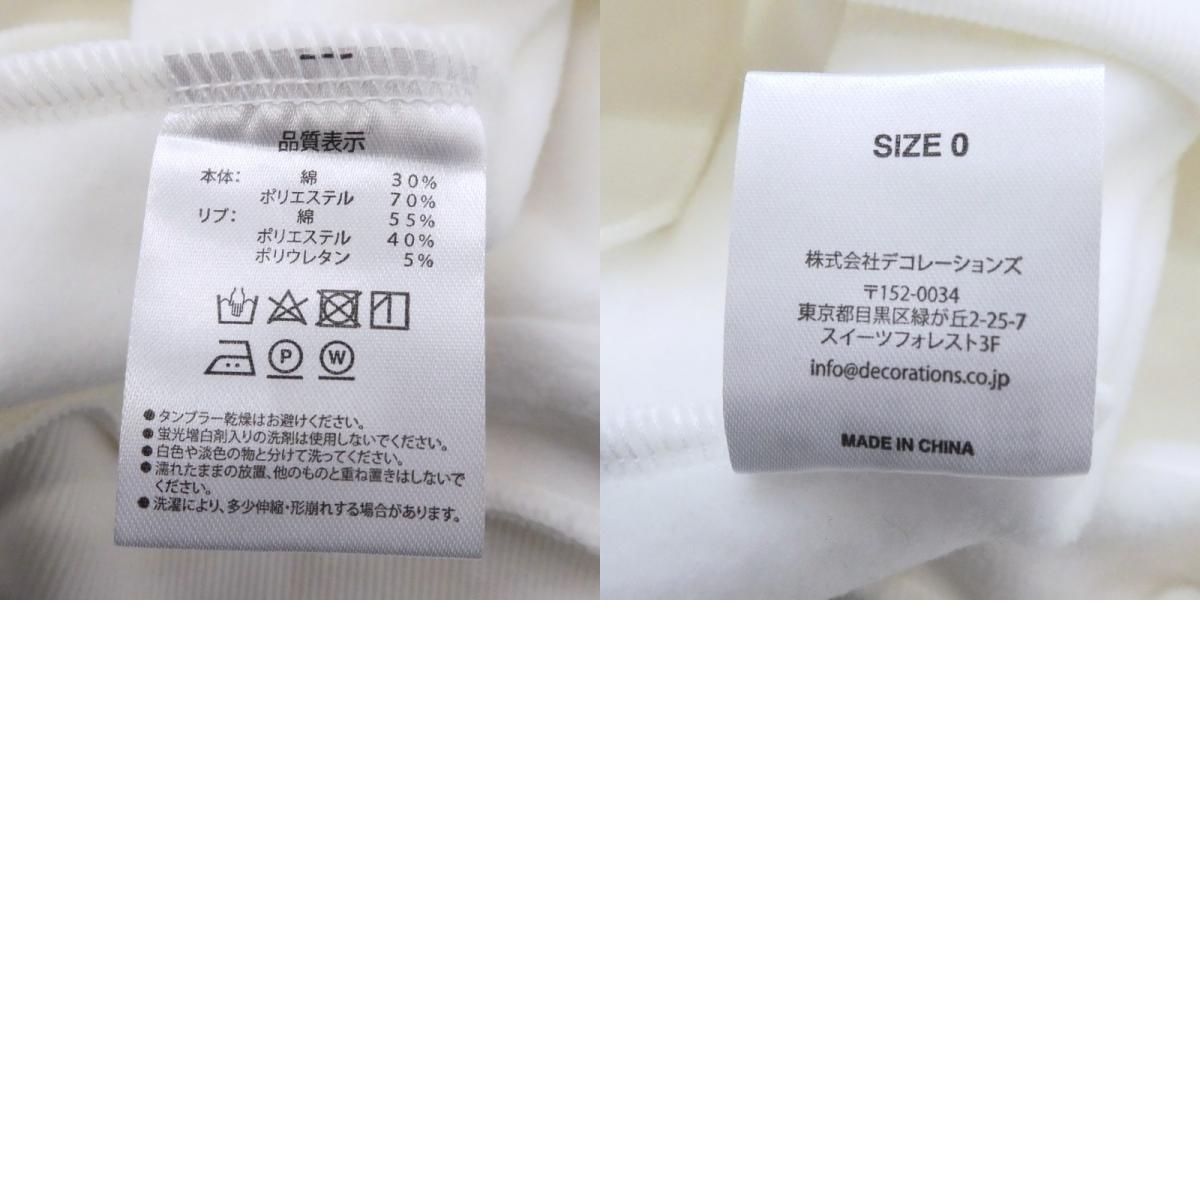 品質表示
本体: 綿 30%
ポリエステル 70%
リブ: 綿 55%
ポリエステル 40%
ポリウレタン 5%
P W
●タンブラー乾燥はお避けください。
●蛍光増白剤入りの洗剤は使用しないでください。
●白色や淡色の物と分けて洗ってください。
●濡れたままの放置、他のものと重ね置きはしないで
ください。
●洗濯により、多少伸縮・形崩れする場合があります。
SIZE 0
株式会社デコレーションズ
〒152-0034
東京都目黒区緑が丘2-25-7
スイーツフォレスト3F
info@decorations.co.jp
MADE IN CHINA